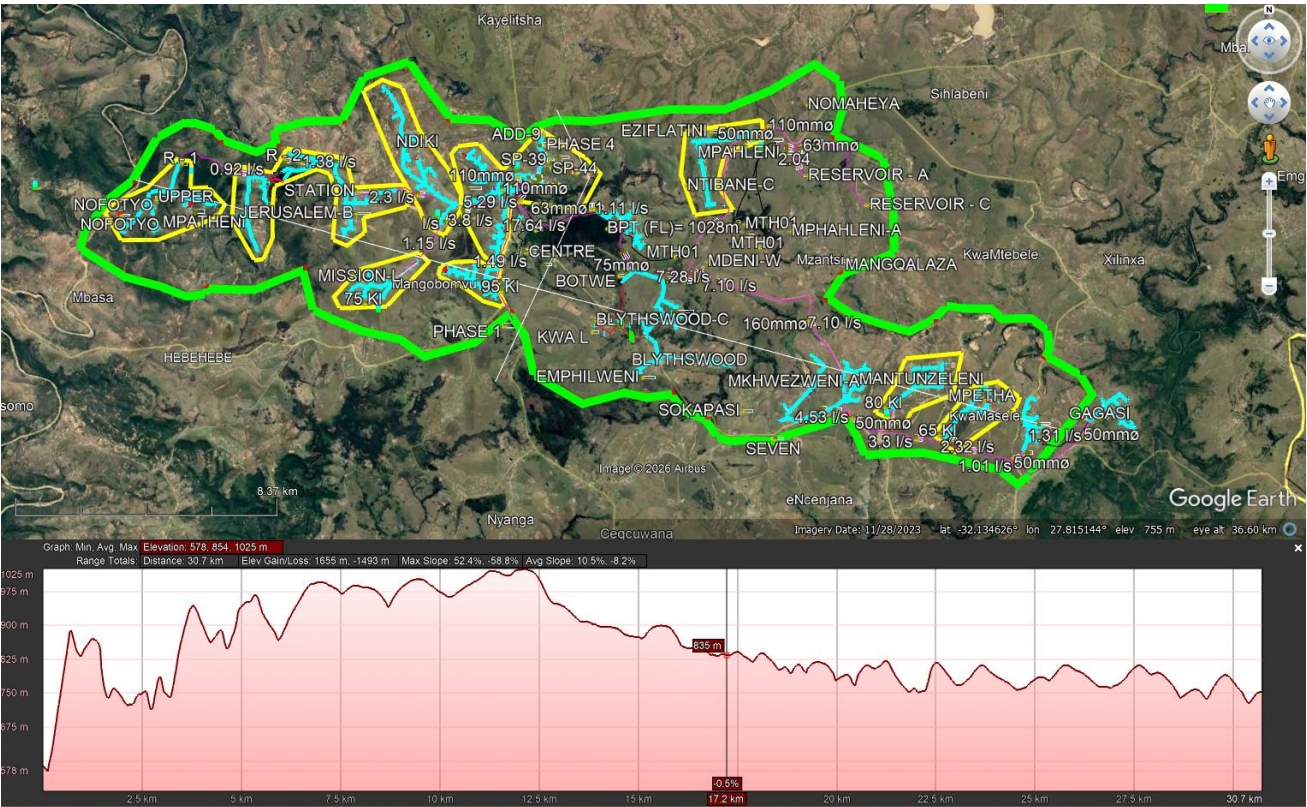 Kayelitsha
N
Mba
NOMAHEYA
Sihlabeni
ADD-9
EZIFLATINI
50mmø
110mmø
NDIKI
PHASE 4
MPAHLENI
63mmø
SP-39
2.04
R - 1
0.92 l/s
R - 2
1.38 l/s
SP-44
RESERVOIR - A
Emg
110mmø
STATION
110mmø
NTIBANE-C
UPPER
2.3 l/s
5.29 l/s
RESERVOIR - C
NOFOTYO
JERUSALEM-B
63mmø
1.11 l/s
NOFOTYO
MPATHENI
l/s
3.8 l/s
17.64 l/s
BPT (FL)= 1028m
MTH01
MPHAHLENI-A
1.15 l/s
MTH01
CENTRE
MTH01
KwaMtebele
1.49 l/s
75mmø
MDENI-W
Mzantsi
MANGQALAZA
Xilinxa
MISSION-L
Mangobomvu
95 Kl
BOTWE
7.28 l/s
7.10 l/s
Mbasa
75 Kl
BLYTHSWOOD-C
160mmø
7.10 l/s
PHASE 1
KWA L
HEBEHEBE
BLYTHSWOOD
EMPHILWENI
MKHWEZWENI-A
MANTUNZELENI
MPETHA
somo
SOKAPASI
80 Kl
KwaMasele
GAGASI
4.53 l/s
50mmø
65 Kl
1.31 l/s
50mmø
SEVEN
3.3 l/s
2.32 l/s
1.01 l/s
50mmø
Image © 2026 Airbus
8.37 km
eNcenjana
Google Earth
Nyanga
Ceqcuwana
Imagery Date: 11/28/2023 lat -32.134626° lon 27.815144° elev 755 m eye alt 36.60 km
Graph: Min, Avg, Max Elevation: 578, 854, 1025 m
Range Totals: Distance: 30.7 km Elev Gain/Loss: 1655 m, -1493 m Max Slope: 52.4%, -58.8% Avg Slope: 10.5%, -8.2%
1025 m
975 m
900 m
825 m
835 m
750 m
675 m
578 m
-0.5%
2.5 km 5 km 7.5 km 10 km 12.5 km 15 km 17.2 km 20 km 22.5 km 25 km 27.5 km 30.7 km